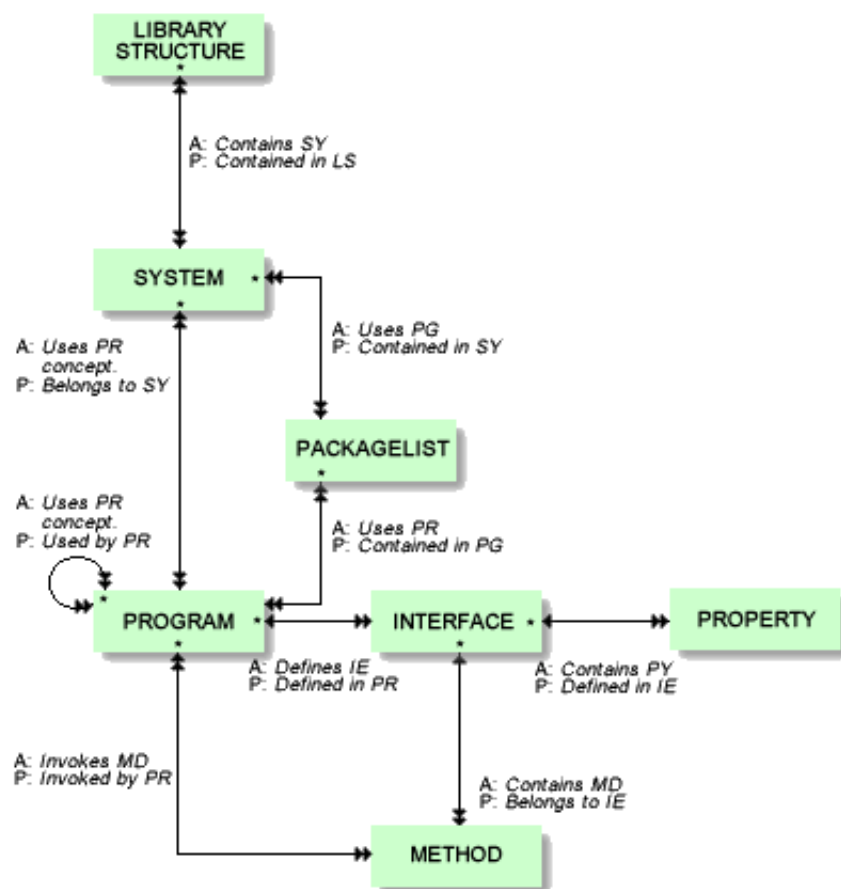 LIBRARY
STRUCTURE
*
A: Contains SY
P: Contained in LS
SYSTEM *
*
A: Uses PR
concept.
P: Belongs to SY
A: Uses PG
P: Contained in SY
PACKAGELIST
*
A: Uses PR
concept.
P: Used by PR
A: Uses PR
P: Contained in PG
*
PROGRAM *
*
INTERFACE *
*
PROPERTY
A: Defines IE
P: Defined in PR
A: Contains PY
P: Defined in IE
A: Invokes MD
P: Invoked by PR
A: Contains MD
P: Belongs to IE
METHOD